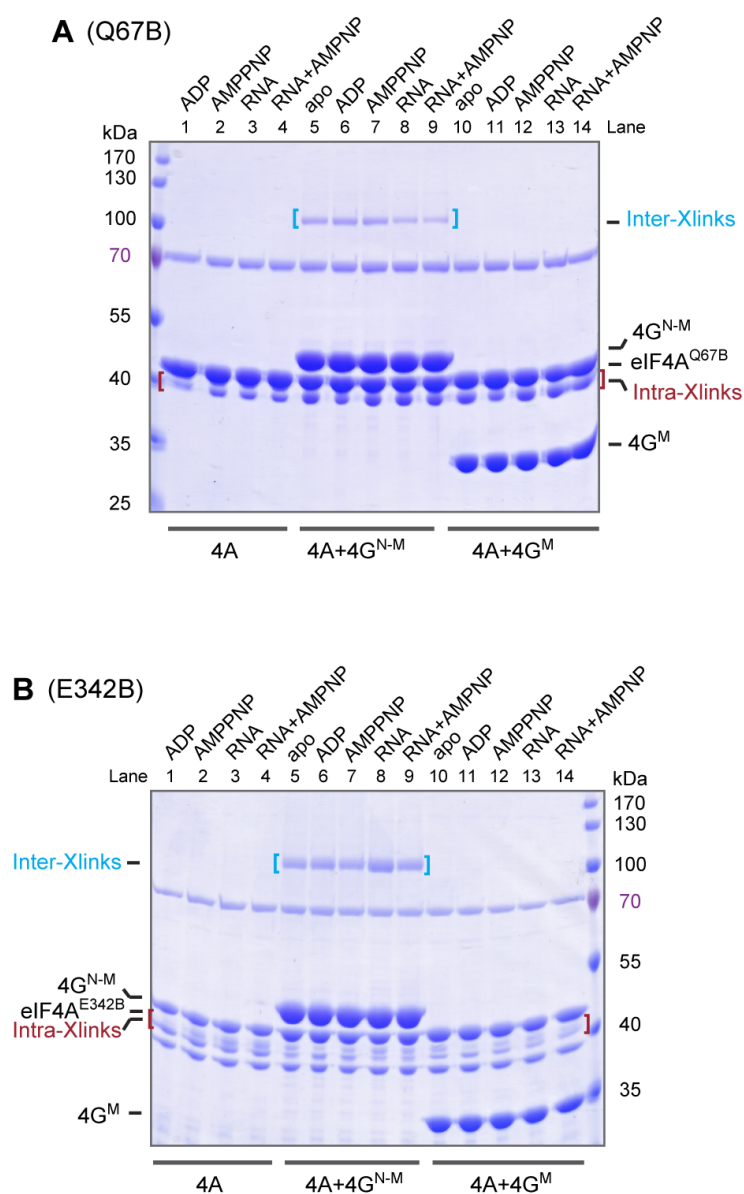 A (Q67B)
ADP AMPPNP RNA RNA+AMPNP apo ADP AMPPNP RNA RNA+AMPNP apo ADP AMPPNP RNA RNA+AMPNP
kDa 1 2 3 4 5 6 7 8 9 10 11 12 13 14 Lane
170
130
100 [ ] Inter-Xlinks
70
55
4G^N-M
eIF4A^Q67B
40 [ ] Intra-Xlinks
35 4G^M
25
4A 4A+4G^N-M 4A+4G^M
B (E342B)
ADP AMPPNP RNA RNA+AMPNP apo ADP AMPPNP RNA RNA+AMPNP apo ADP AMPPNP RNA RNA+AMPNP
Lane 1 2 3 4 5 6 7 8 9 10 11 12 13 14 kDa
170
130
Inter-Xlinks [ ] 100
70
55
4G^N-M
eIF4A^E342B
Intra-Xlinks [ ] 40
35
4G^M
4A 4A+4G^N-M 4A+4G^M